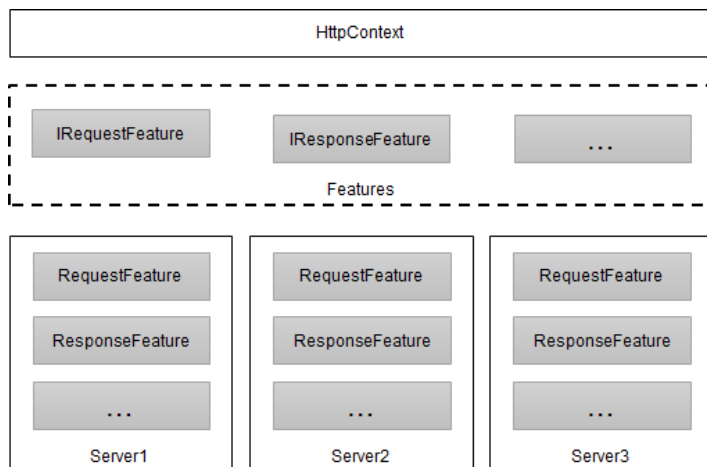 HttpContext
IRequestFeature
IResponseFeature
...
Features
RequestFeature
RequestFeature
RequestFeature
ResponseFeature
ResponseFeature
ResponseFeature
...
...
...
Server1
Server2
Server3